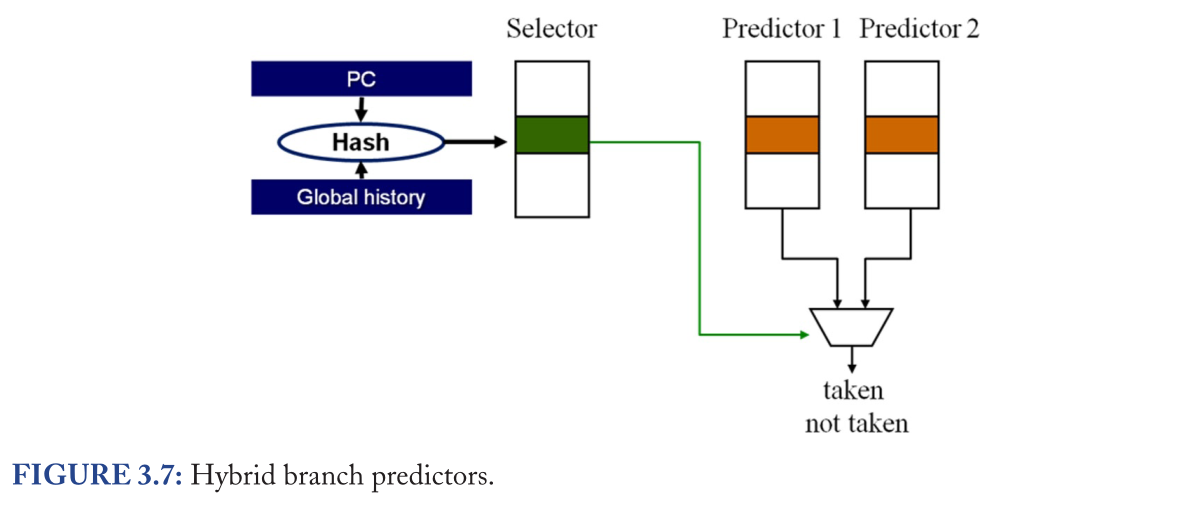 Selector
Predictor 1 Predictor 2
PC
Hash
Global history
taken
not taken
FIGURE 3.7: Hybrid branch predictors.